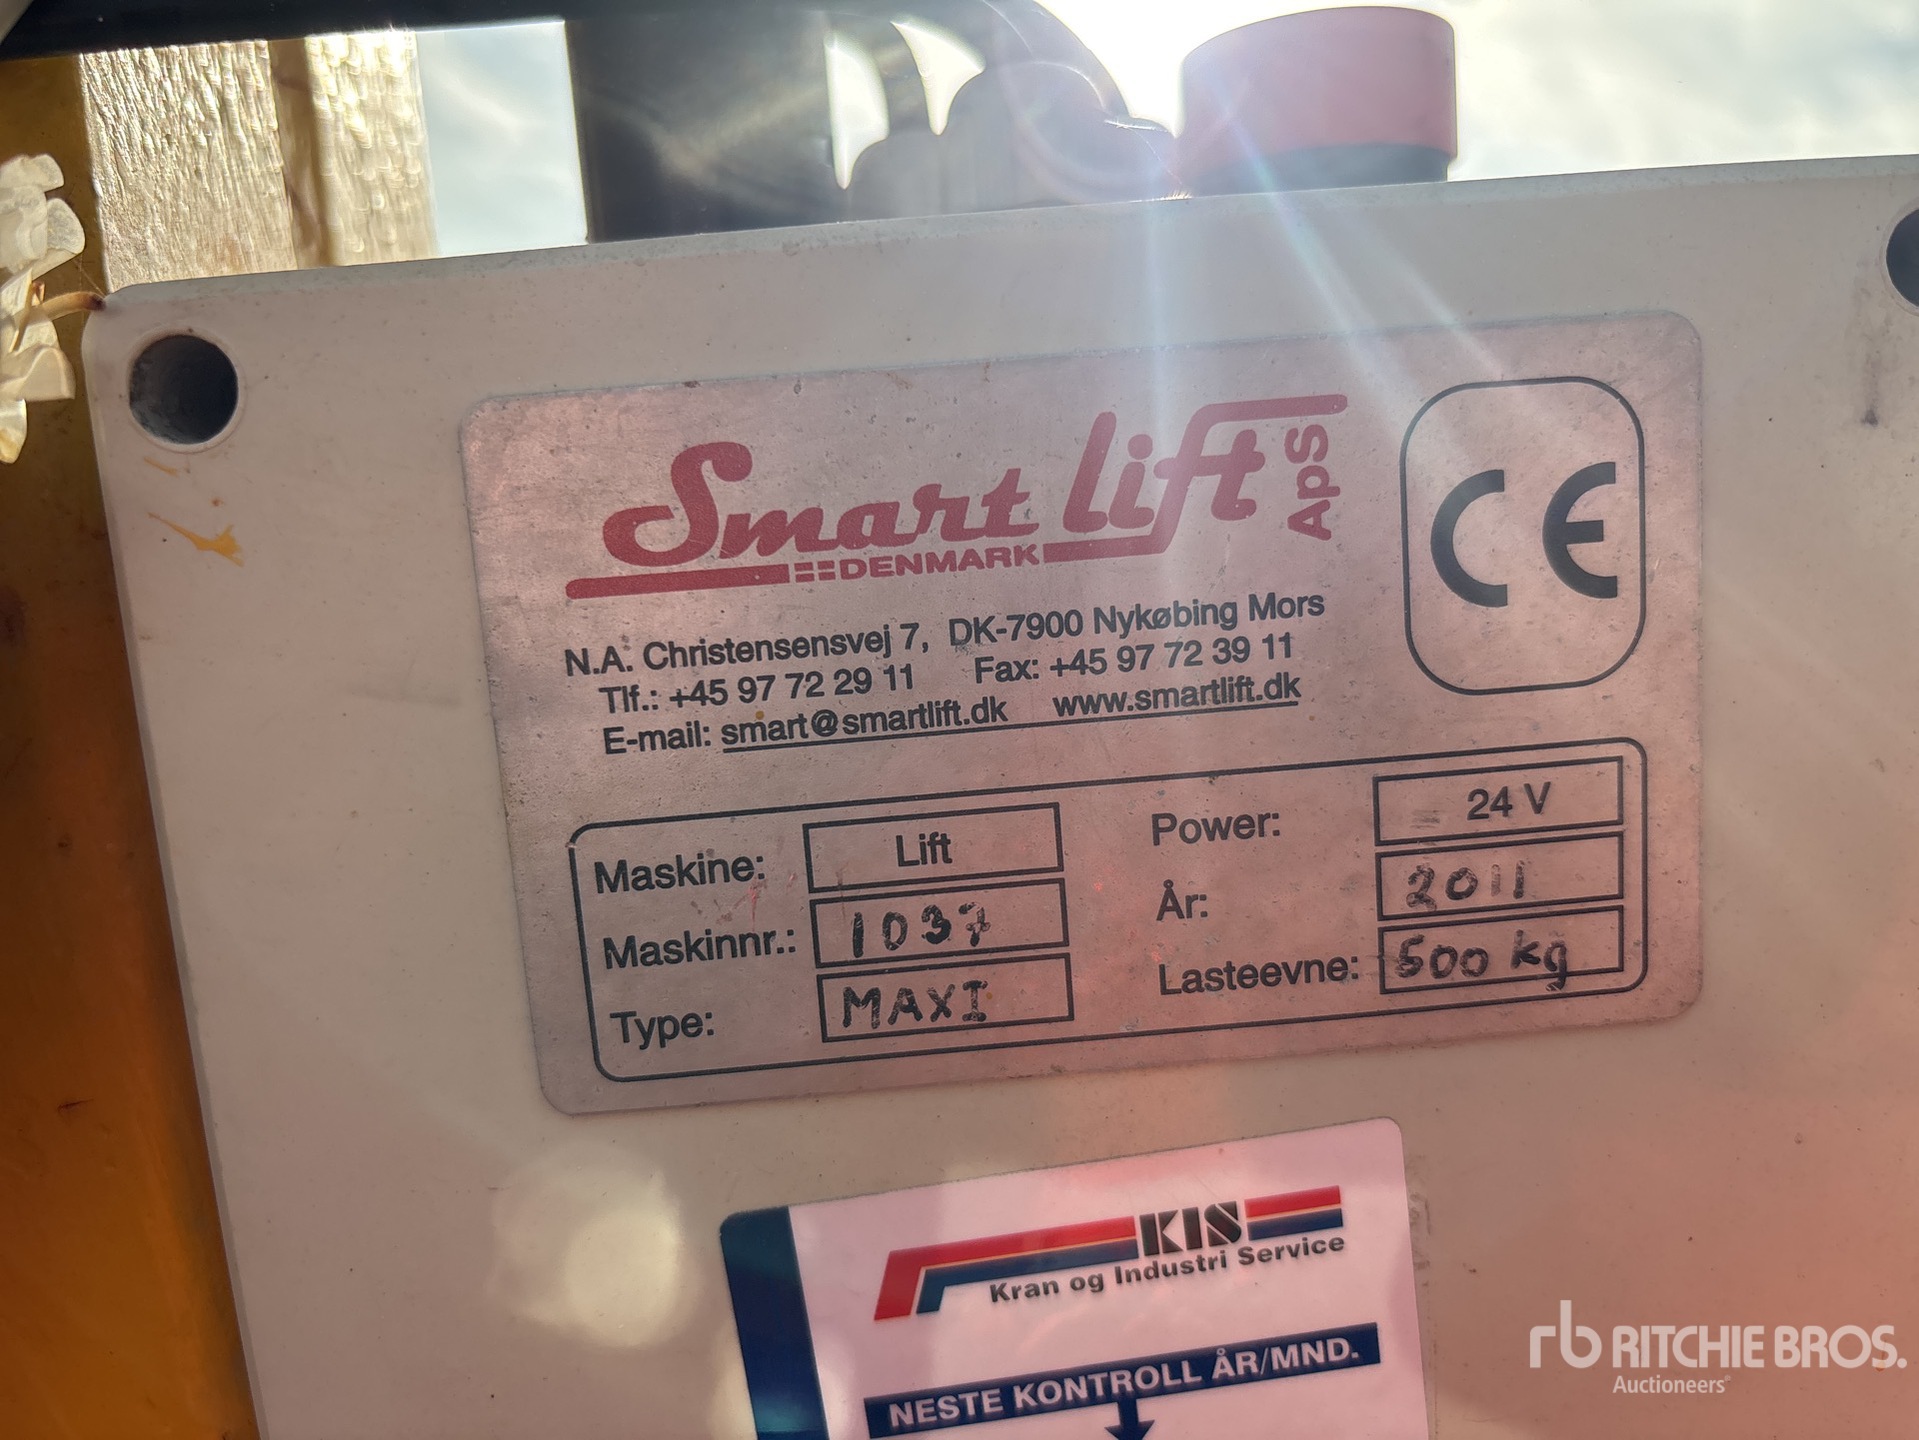 Smart lift ApS
DENMARK
CE
N.A. Christensensvej 7, DK-7900 Nykøbing Mors
Tlf.: +45 97 72 29 11 Fax: +45 97 72 39 11
E-mail: smart@smartlift.dk www.smartlift.dk
Maskine: Lift
Maskinnr.: 1037
Type: MAXI
Power: 24 V
År: 2011
Lasteevne: 500 kg
KIS
Kran og Industri Service
NESTE KONTROLL ÅR/MND.
rb RITCHIE BROS.
Auctioneers